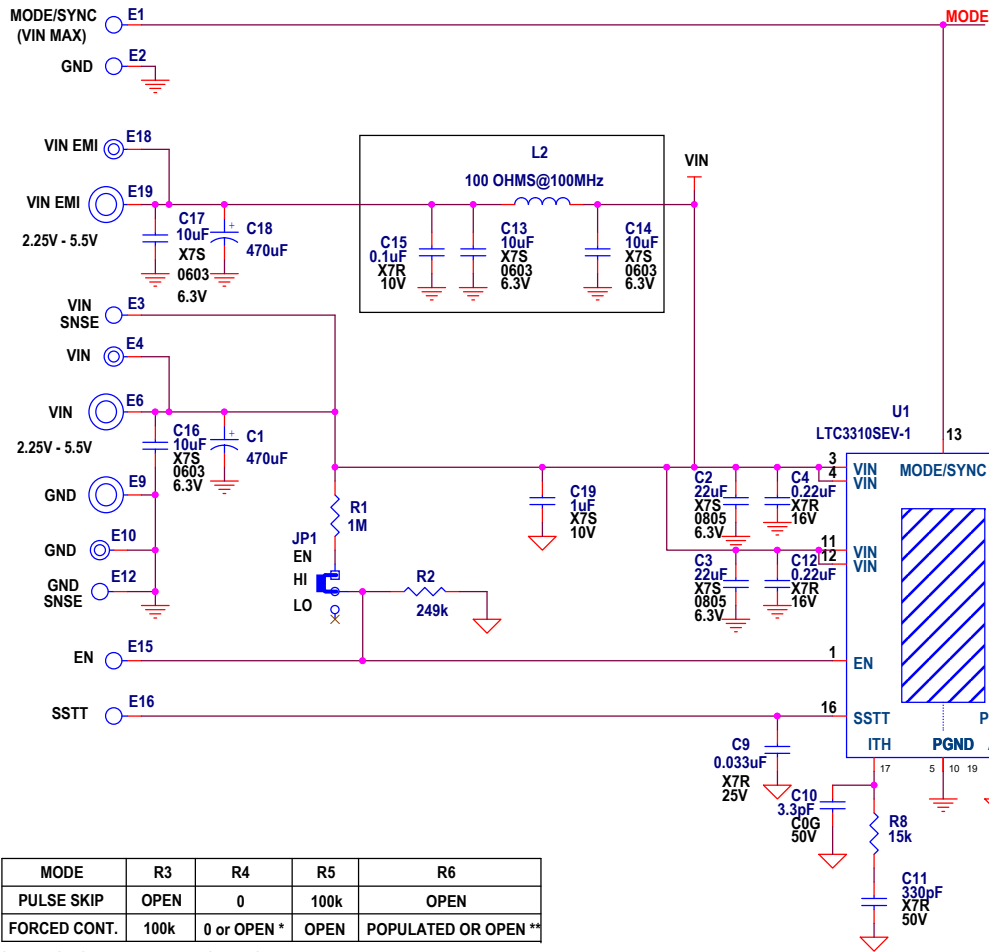 MODE/SYNC
(VIN MAX)
E1
MODE
GND
E2
VIN EMI
E18
VIN EMI
E19
2.25V - 5.5V
C17
10uF
X7S
0603
6.3V
C18
470uF
L2
100 OHMS@100MHz
C15
0.1uF
X7R
10V
C13
10uF
X7S
0603
6.3V
C14
10uF
X7S
0603
6.3V
VIN
VIN
SNSE
E3
VIN
E4
VIN
E6
2.25V - 5.5V
C16
10uF
X7S
0603
6.3V
C1
470uF
GND
E9
GND
E10
GND
SNSE
E12
R1
1M
JP1
EN
HI
LO
R2
249k
C19
1uF
X7S
10V
C2
22uF
X7S
0805
6.3V
C4
0.22uF
X7R
16V
C3
22uF
X7S
0805
6.3V
C12
0.22uF
X7R
16V
U1
LTC3310SEV-1
13
3
4
VIN
VIN
MODE/SYNC
11
12
VIN
VIN
EN
E15
1
EN
SSTT
E16
16
SSTT
P
ITH
PGND
17
5 10 19
C9
0.033uF
X7R
25V
C10
3.3pF
C0G
50V
R8
15k
C11
330pF
X7R
50V
MODE R3 R4 R5 R6
PULSE SKIP OPEN 0 100k OPEN
FORCED CONT. 100k 0 or OPEN * OPEN POPULATED OR OPEN **